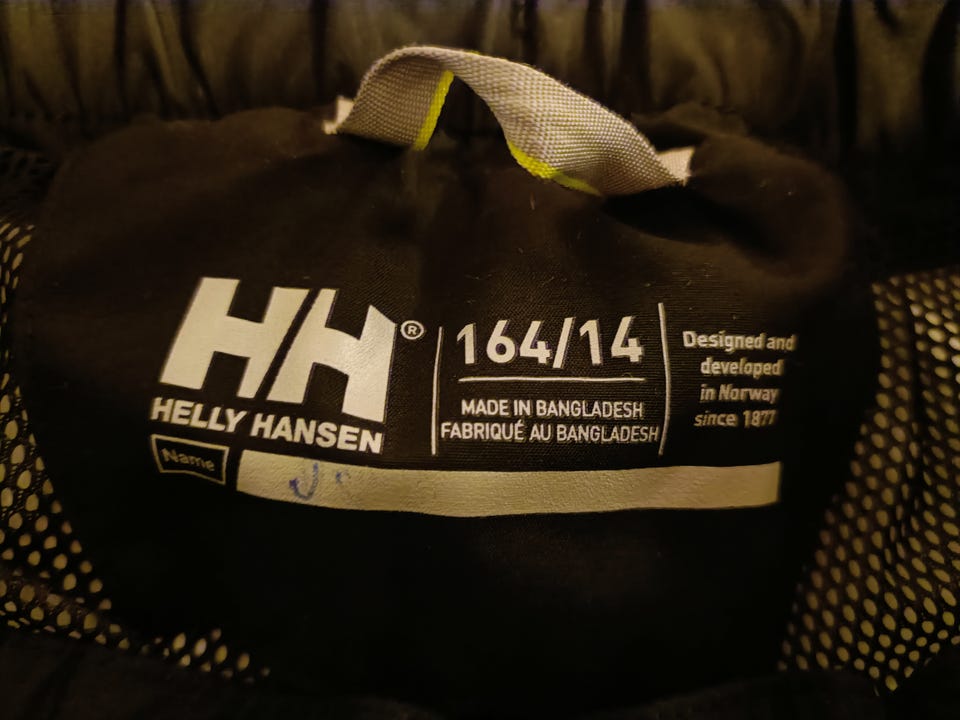 HH®
HELLY HANSEN
164/14
MADE IN BANGLADESH
FABRIQUÉ AU BANGLADESH
Designed and
developed
in Norway
since 1877
Name